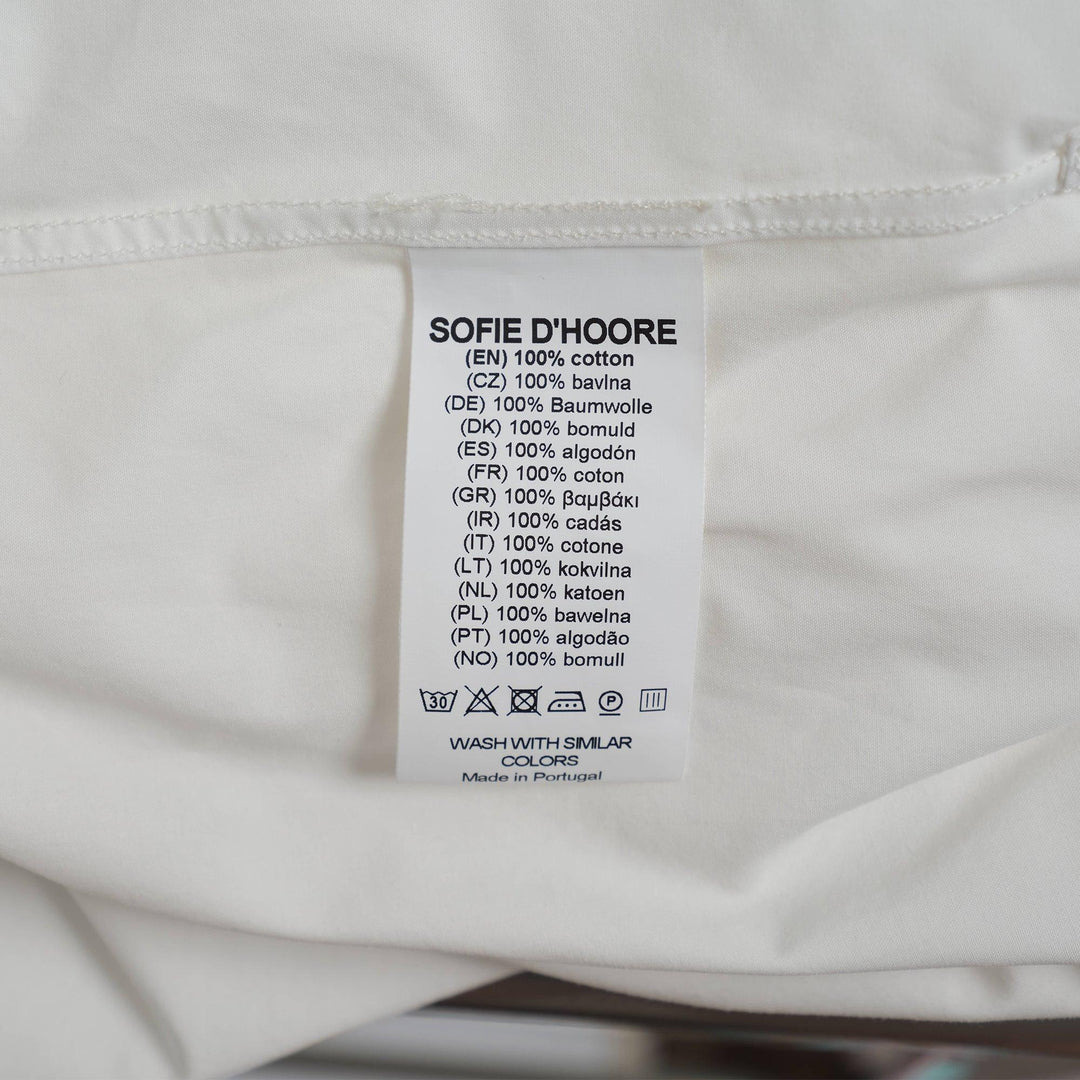 SOFIE D'HOORE
(EN) 100% cotton
(CZ) 100% bavlna
(DE) 100% Baumwolle
(DK) 100% bomuld
(ES) 100% algodón
(FR) 100% coton
(GR) 100% βαμβάκι
(IR) 100% cadás
(IT) 100% cotone
(LT) 100% kokvilna
(NL) 100% katoen
(PL) 100% bawelna
(PT) 100% algodão
(NO) 100% bomull
30 P
WASH WITH SIMILAR
COLORS
Made in Portugal